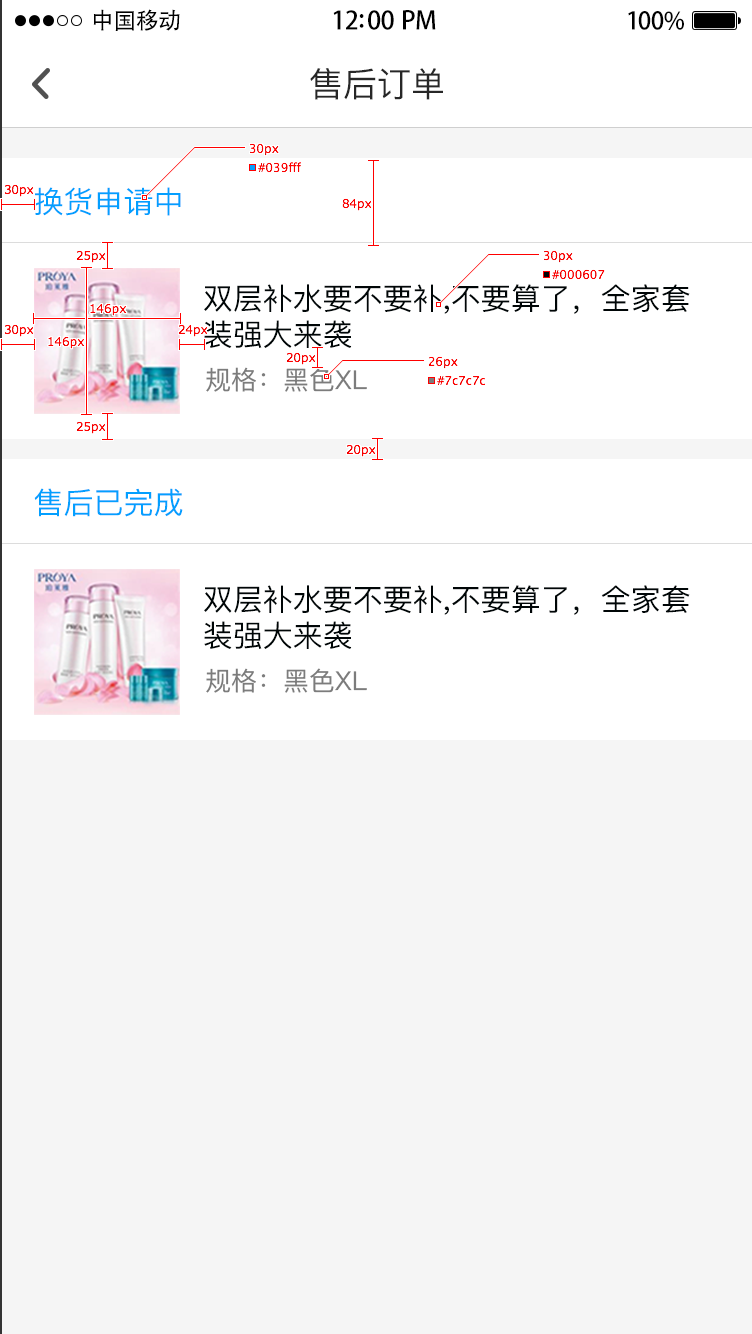 中国移动 12:00 PM 100%
售后订单
30px
#039fff
30px
换货申请中
84px
25px
30px
#000607
PROYA
珀莱雅
双层补水要不要补,不要算了，全家套
146px
30px
24px
装强大来袭
146px
20px
26px
规格：黑色XL
#7c7c7c
25px
20px
售后已完成
PROYA
珀莱雅
双层补水要不要补,不要算了，全家套
PROYA
装强大来袭
规格：黑色XL